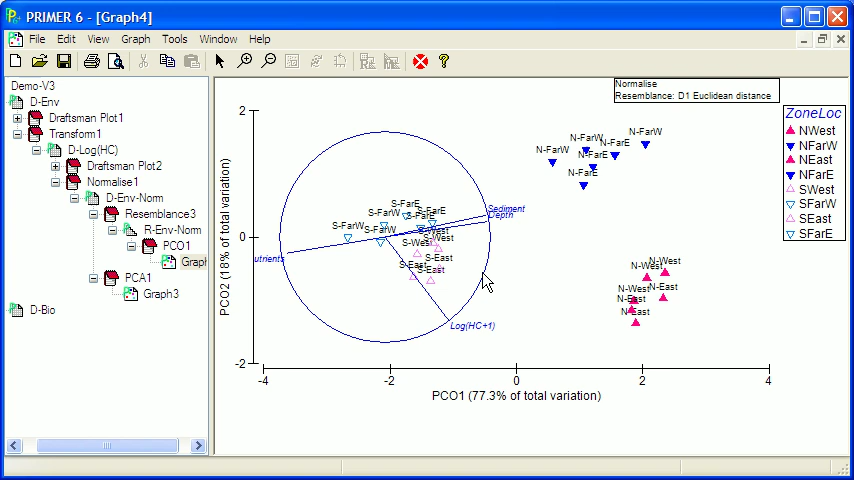 PRIMER 6 - [Graph4]
File Edit View Graph Tools Window Help
Demo-V3
D-Env
Draftsman Plot1
Transform1
D-Log(HC)
Draftsman Plot2
Normalise1
D-Env-Norm
Resemblance3
R-Env-Norm
PCO1
Graph
PCA1
Graph3
D-Bio
Normalise
Resemblance: D1 Euclidean distance
ZoneLoc
NWest
NFarW
NEast
NFarE
SWest
SFarW
SEast
SFarE
PCO2 (18% of total variation)
2
0
-2
-4 -2 0 2 4
PCO1 (77.3% of total variation)
N-FarW
N-FarW
N-FarE
N-FarW
N-FarE
N-FarE
S-FarE
S-FarW
S-FarE
S-FarE
S-FarW
S-FarW
Sediment
Depth
S-West
S-West
S-West
S-East
S-East
S-East
utrients
Log(HC+1)
N-West
N-West
N-West
N-East
N-East
N-East